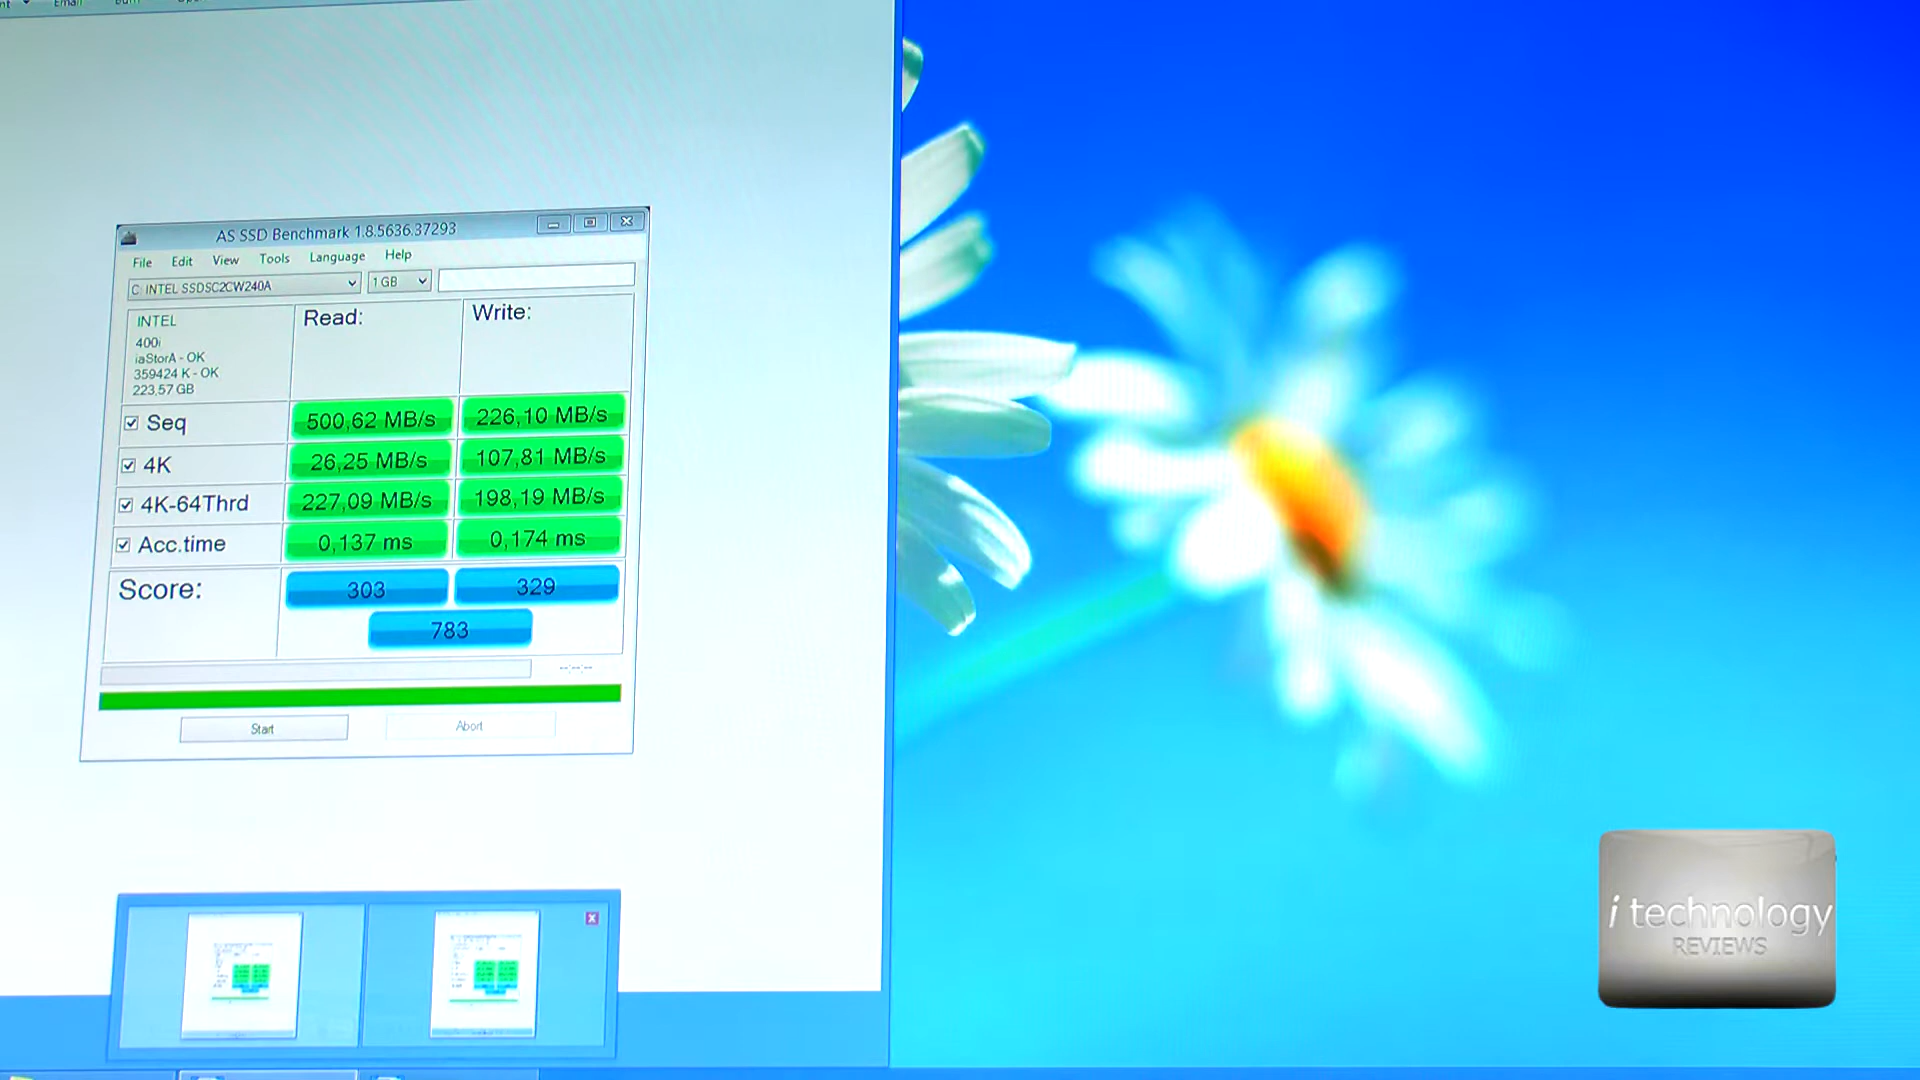 Email
AS SSD Benchmark 1.8.5636.37293
File Edit View Tools Language Help
C: INTEL SSDSC2CW240A 1 GB
INTEL
400i
iaStorA - OK
359424 K - OK
223,57 GB
Read: Write:
Seq 500,62 MB/s 226,10 MB/s
4K 26,25 MB/s 107,81 MB/s
4K-64Thrd 227,09 MB/s 198,19 MB/s
Acc.time 0,137 ms 0,174 ms
Score: 303 329
783
--:--:--
Start Abort
i technology
REVIEWS